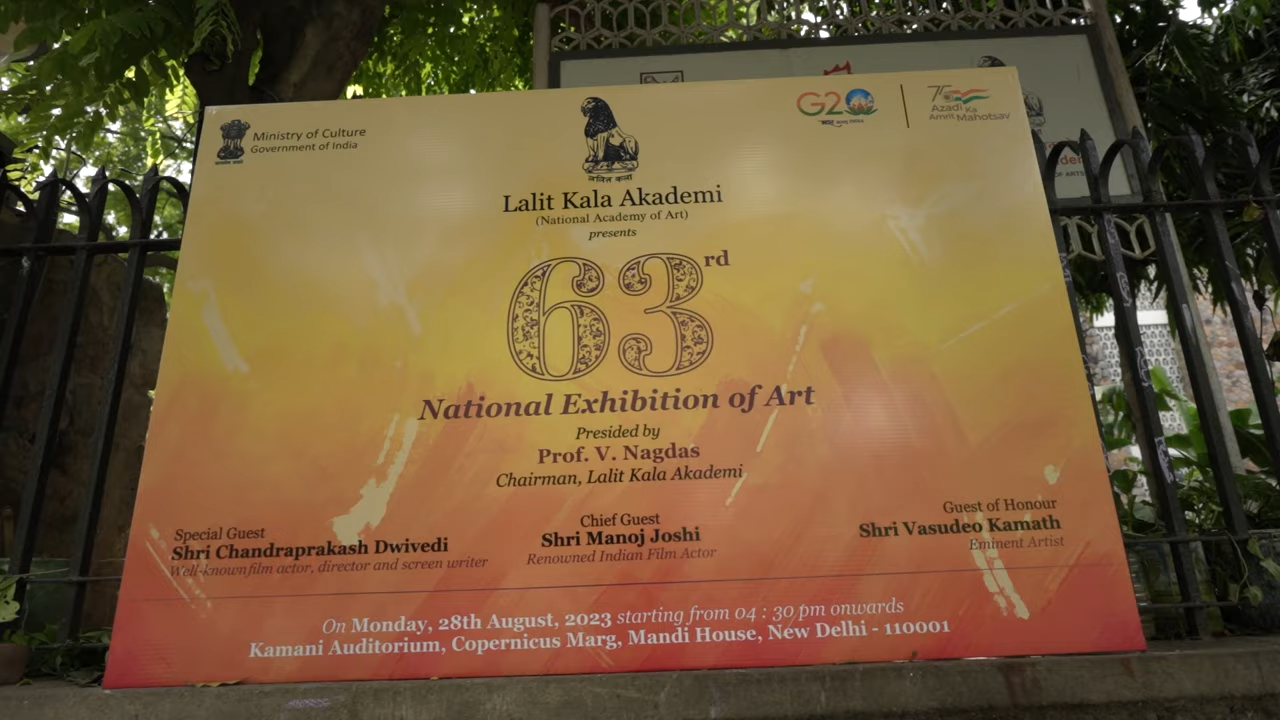 Ministry of Culture
Government of India
G20
75
Azadi Ka
Amrit Mahotsav
ललित कला
Lalit Kala Akademi
(National Academy of Art)
presents
63rd
National Exhibition of Art
Presided by
Prof. V. Nagdas
Chairman, Lalit Kala Akademi
Special Guest
Shri Chandraprakash Dwivedi
Well-known film actor, director and screen writer
Chief Guest
Shri Manoj Joshi
Renowned Indian Film Actor
Guest of Honour
Shri Vasudeo Kamath
Eminent Artist
On Monday, 28th August, 2023 starting from 04 : 30 pm onwards
Kamani Auditorium, Copernicus Marg, Mandi House, New Delhi - 110001
OF ARTS